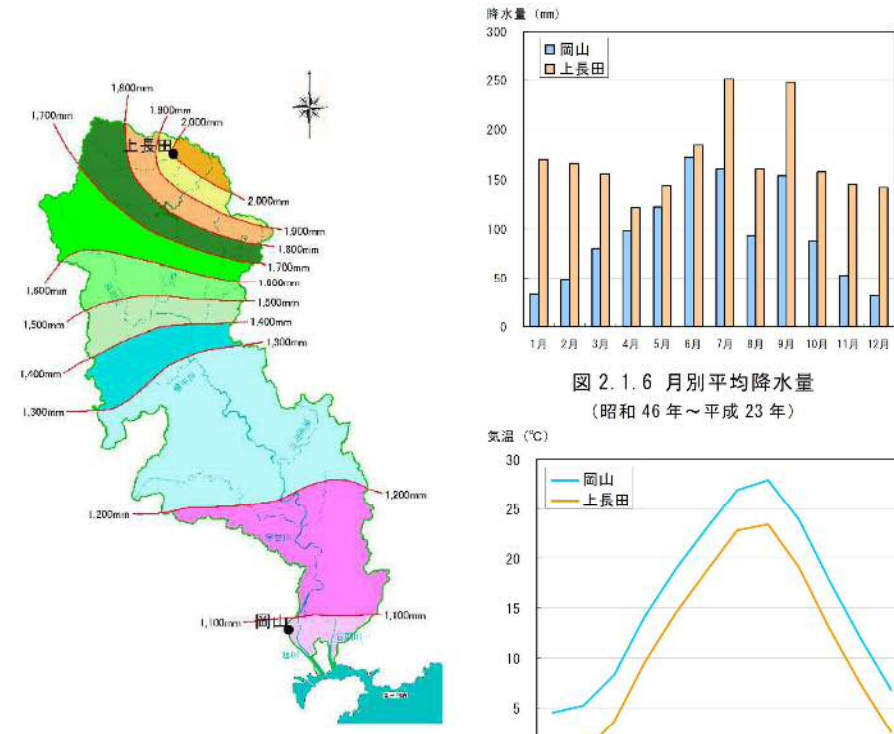 1,800mm
1,900mm
2,000mm
1,700mm
上長田
2,000mm
1,900mm
1,800mm
1,700mm
1,600mm
1,600mm
1,500mm
1,500mm
1,400mm
1,400mm
1,300mm
1,300mm
1,200mm
1,200mm
1,100mm
岡山
1,100mm
降水量 (mm)
300
250
200
150
100
50
0
岡山
上長田
1月 2月 3月 4月 5月 6月 7月 8月 9月 10月 11月 12月
図 2.1.6 月別平均降水量
(昭和 46 年～平成 23 年)
気温 (℃)
30
25
20
15
10
5
岡山
上長田